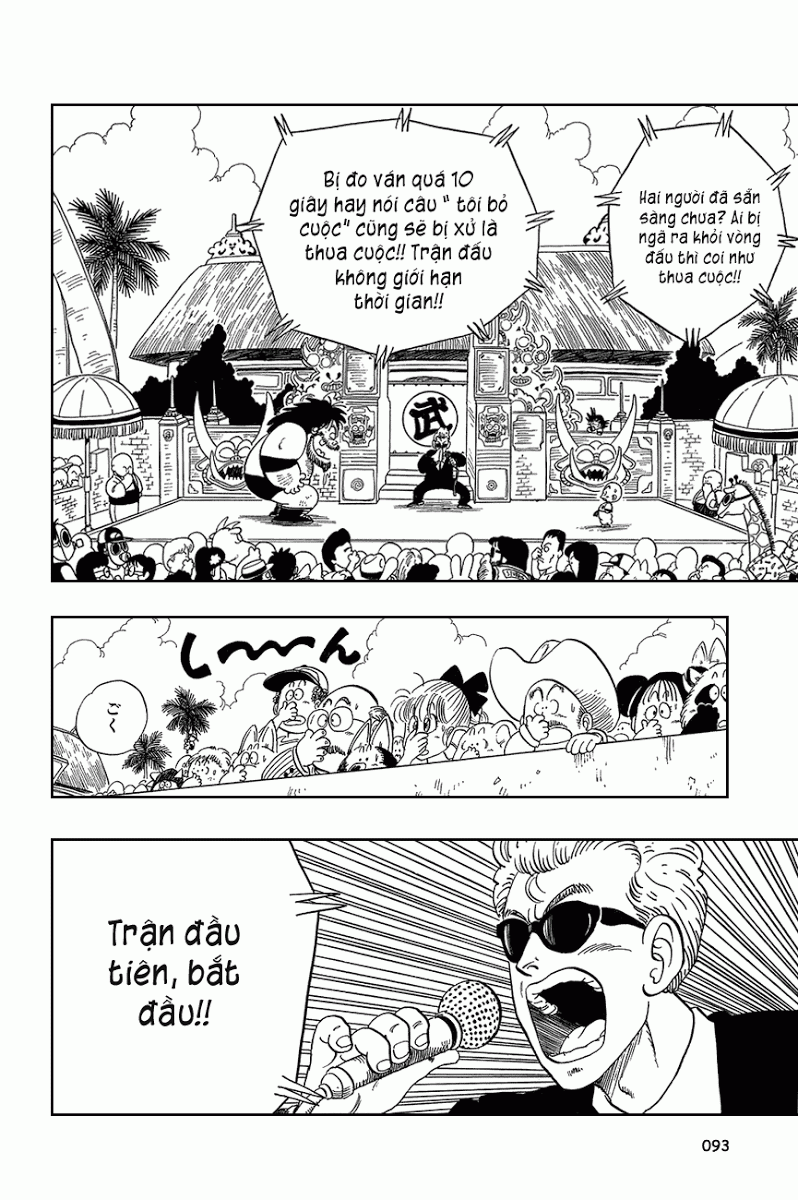 Hai người đã sẵn
sàng chưa? Ai bị
ngã ra khỏi vòng
đấu thì coi như
thua cuộc!!
Bị đo ván quá 10
giây hay nói câu " tôi bỏ
cuộc" cũng sẽ bị xử là
thua cuộc!! Trận đấu
không giới hạn
thời gian!!
武
し〜〜ん
ごく
Trận đầu
tiên, bắt
đầu!!
093